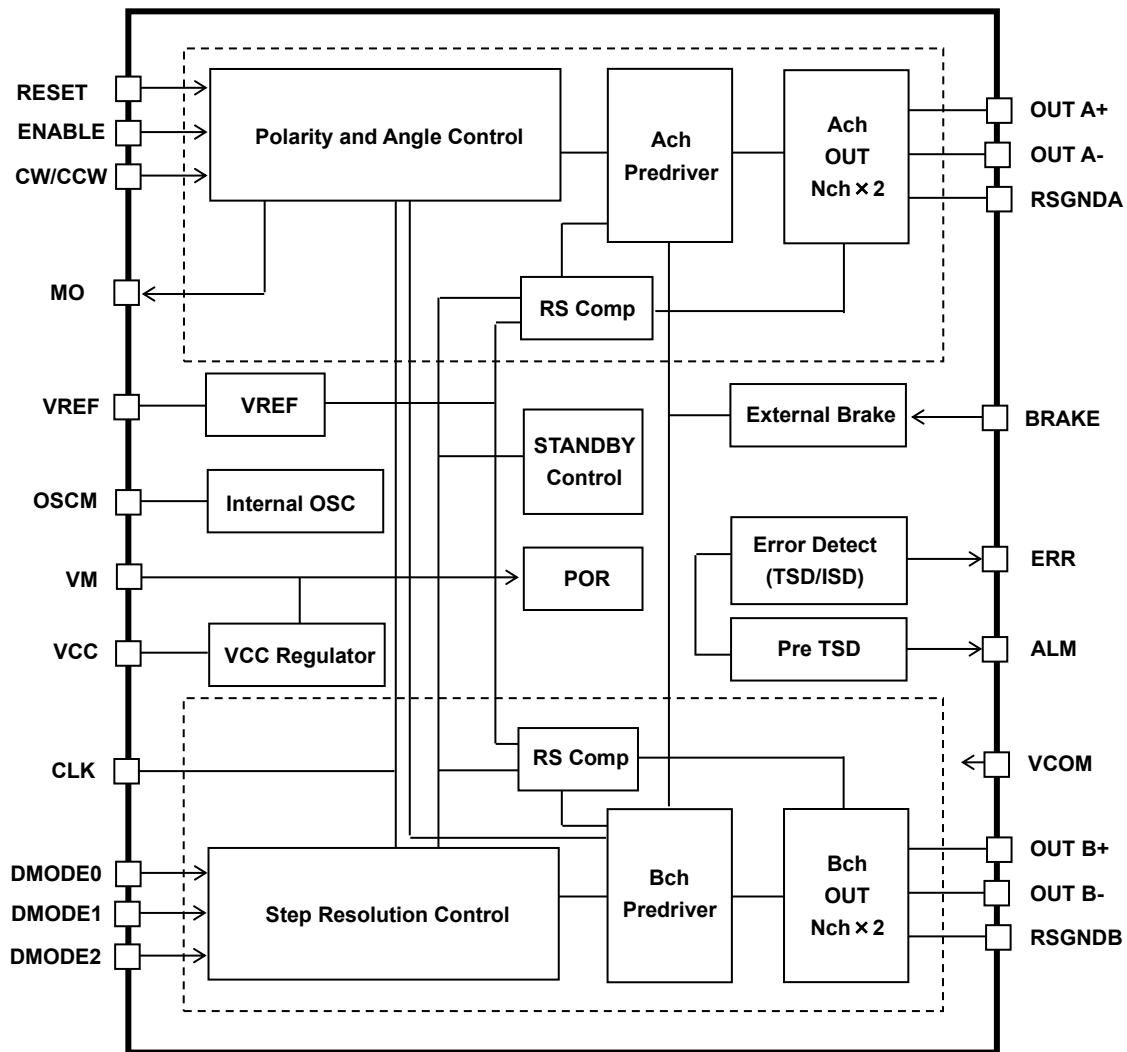 RESET
ENABLE
CW/CCW
MO
VREF
OSCM
VM
VCC
CLK
DMODE0
DMODE1
DMODE2
Polarity and Angle Control
Ach
Predriver
Ach
OUT
Nch×2
RS Comp
VREF
External Brake
STANDBY
Control
Internal OSC
Error Detect
(TSD/ISD)
POR
VCC Regulator
Pre TSD
RS Comp
Step Resolution Control
Bch
Predriver
Bch
OUT
Nch×2
OUT A+
OUT A-
RSGNDA
BRAKE
ERR
ALM
VCOM
OUT B+
OUT B-
RSGNDB